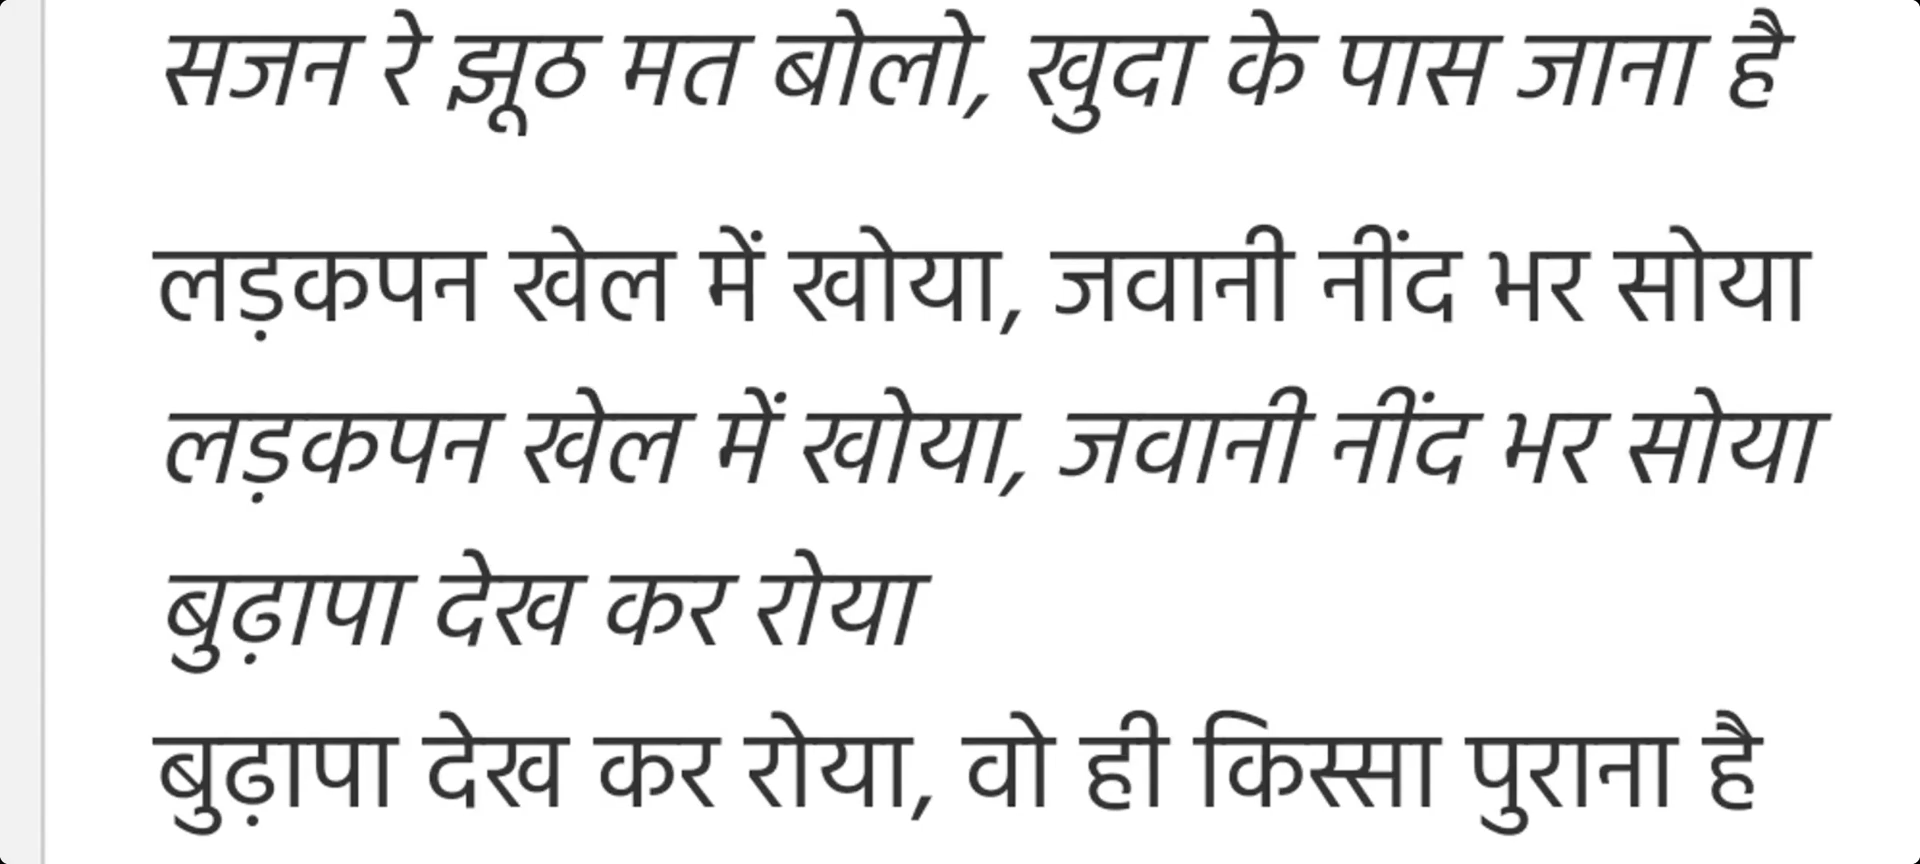 सजन रे झूठ मत बोलो, खुदा के पास जाना है
लड़कपन खेल में खोया, जवानी नींद भर सोया
लड़कपन खेल में खोया, जवानी नींद भर सोया
बुढ़ापा देख कर रोया
बुढ़ापा देख कर रोया, वो ही किस्सा पुराना है